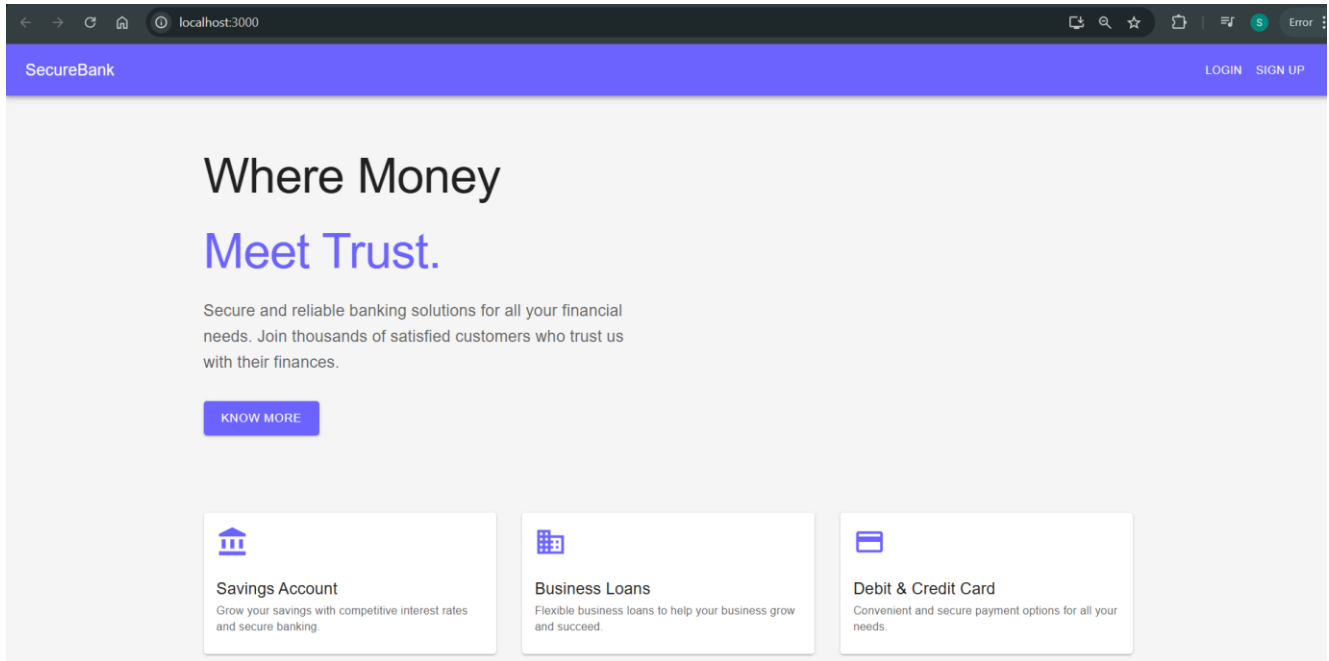 localhost:3000
S
Error
SecureBank
LOGIN SIGN UP
Where Money
Meet Trust.
Secure and reliable banking solutions for all your financial
needs. Join thousands of satisfied customers who trust us
with their finances.
KNOW MORE
Savings Account
Grow your savings with competitive interest rates
and secure banking.
Business Loans
Flexible business loans to help your business grow
and succeed.
Debit & Credit Card
Convenient and secure payment options for all your
needs.